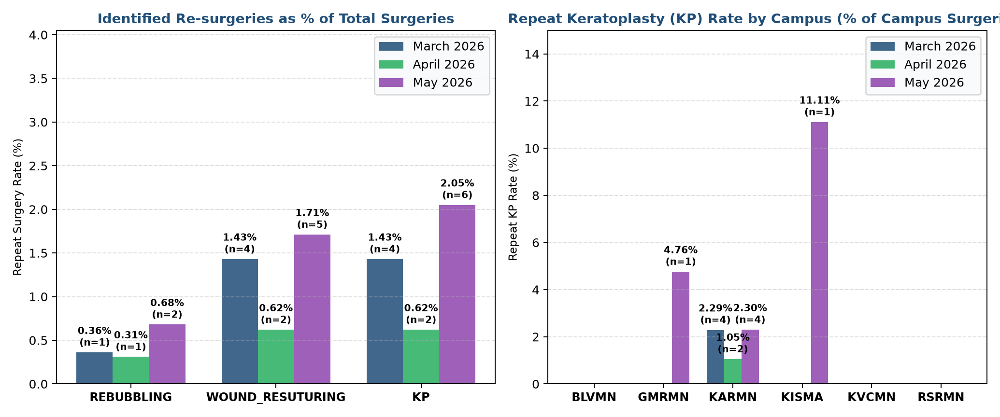 Identified Re-surgeries as % of Total Surgeries
Repeat Surgery Rate (%)
4.0
3.5
3.0
2.5
2.0
1.5
1.0
0.5
0.0
March 2026
April 2026
May 2026
0.36%
(n=1)
0.31%
(n=1)
0.68%
(n=2)
1.43%
(n=4)
0.62%
(n=2)
1.71%
(n=5)
1.43%
(n=4)
0.62%
(n=2)
2.05%
(n=6)
REBUBBLING
WOUND_RESUTURING
KP
Repeat Keratoplasty (KP) Rate by Campus (% of Campus Surgeri
Repeat KP Rate (%)
14
12
10
8
6
4
2
0
March 2026
April 2026
May 2026
4.76%
(n=1)
2.29%
(n=4)
1.05%
(n=2)
2.30%
(n=4)
11.11%
(n=1)
BLVMN
GMRMN
KARMN
KISMA
KVCMN
RSRMN